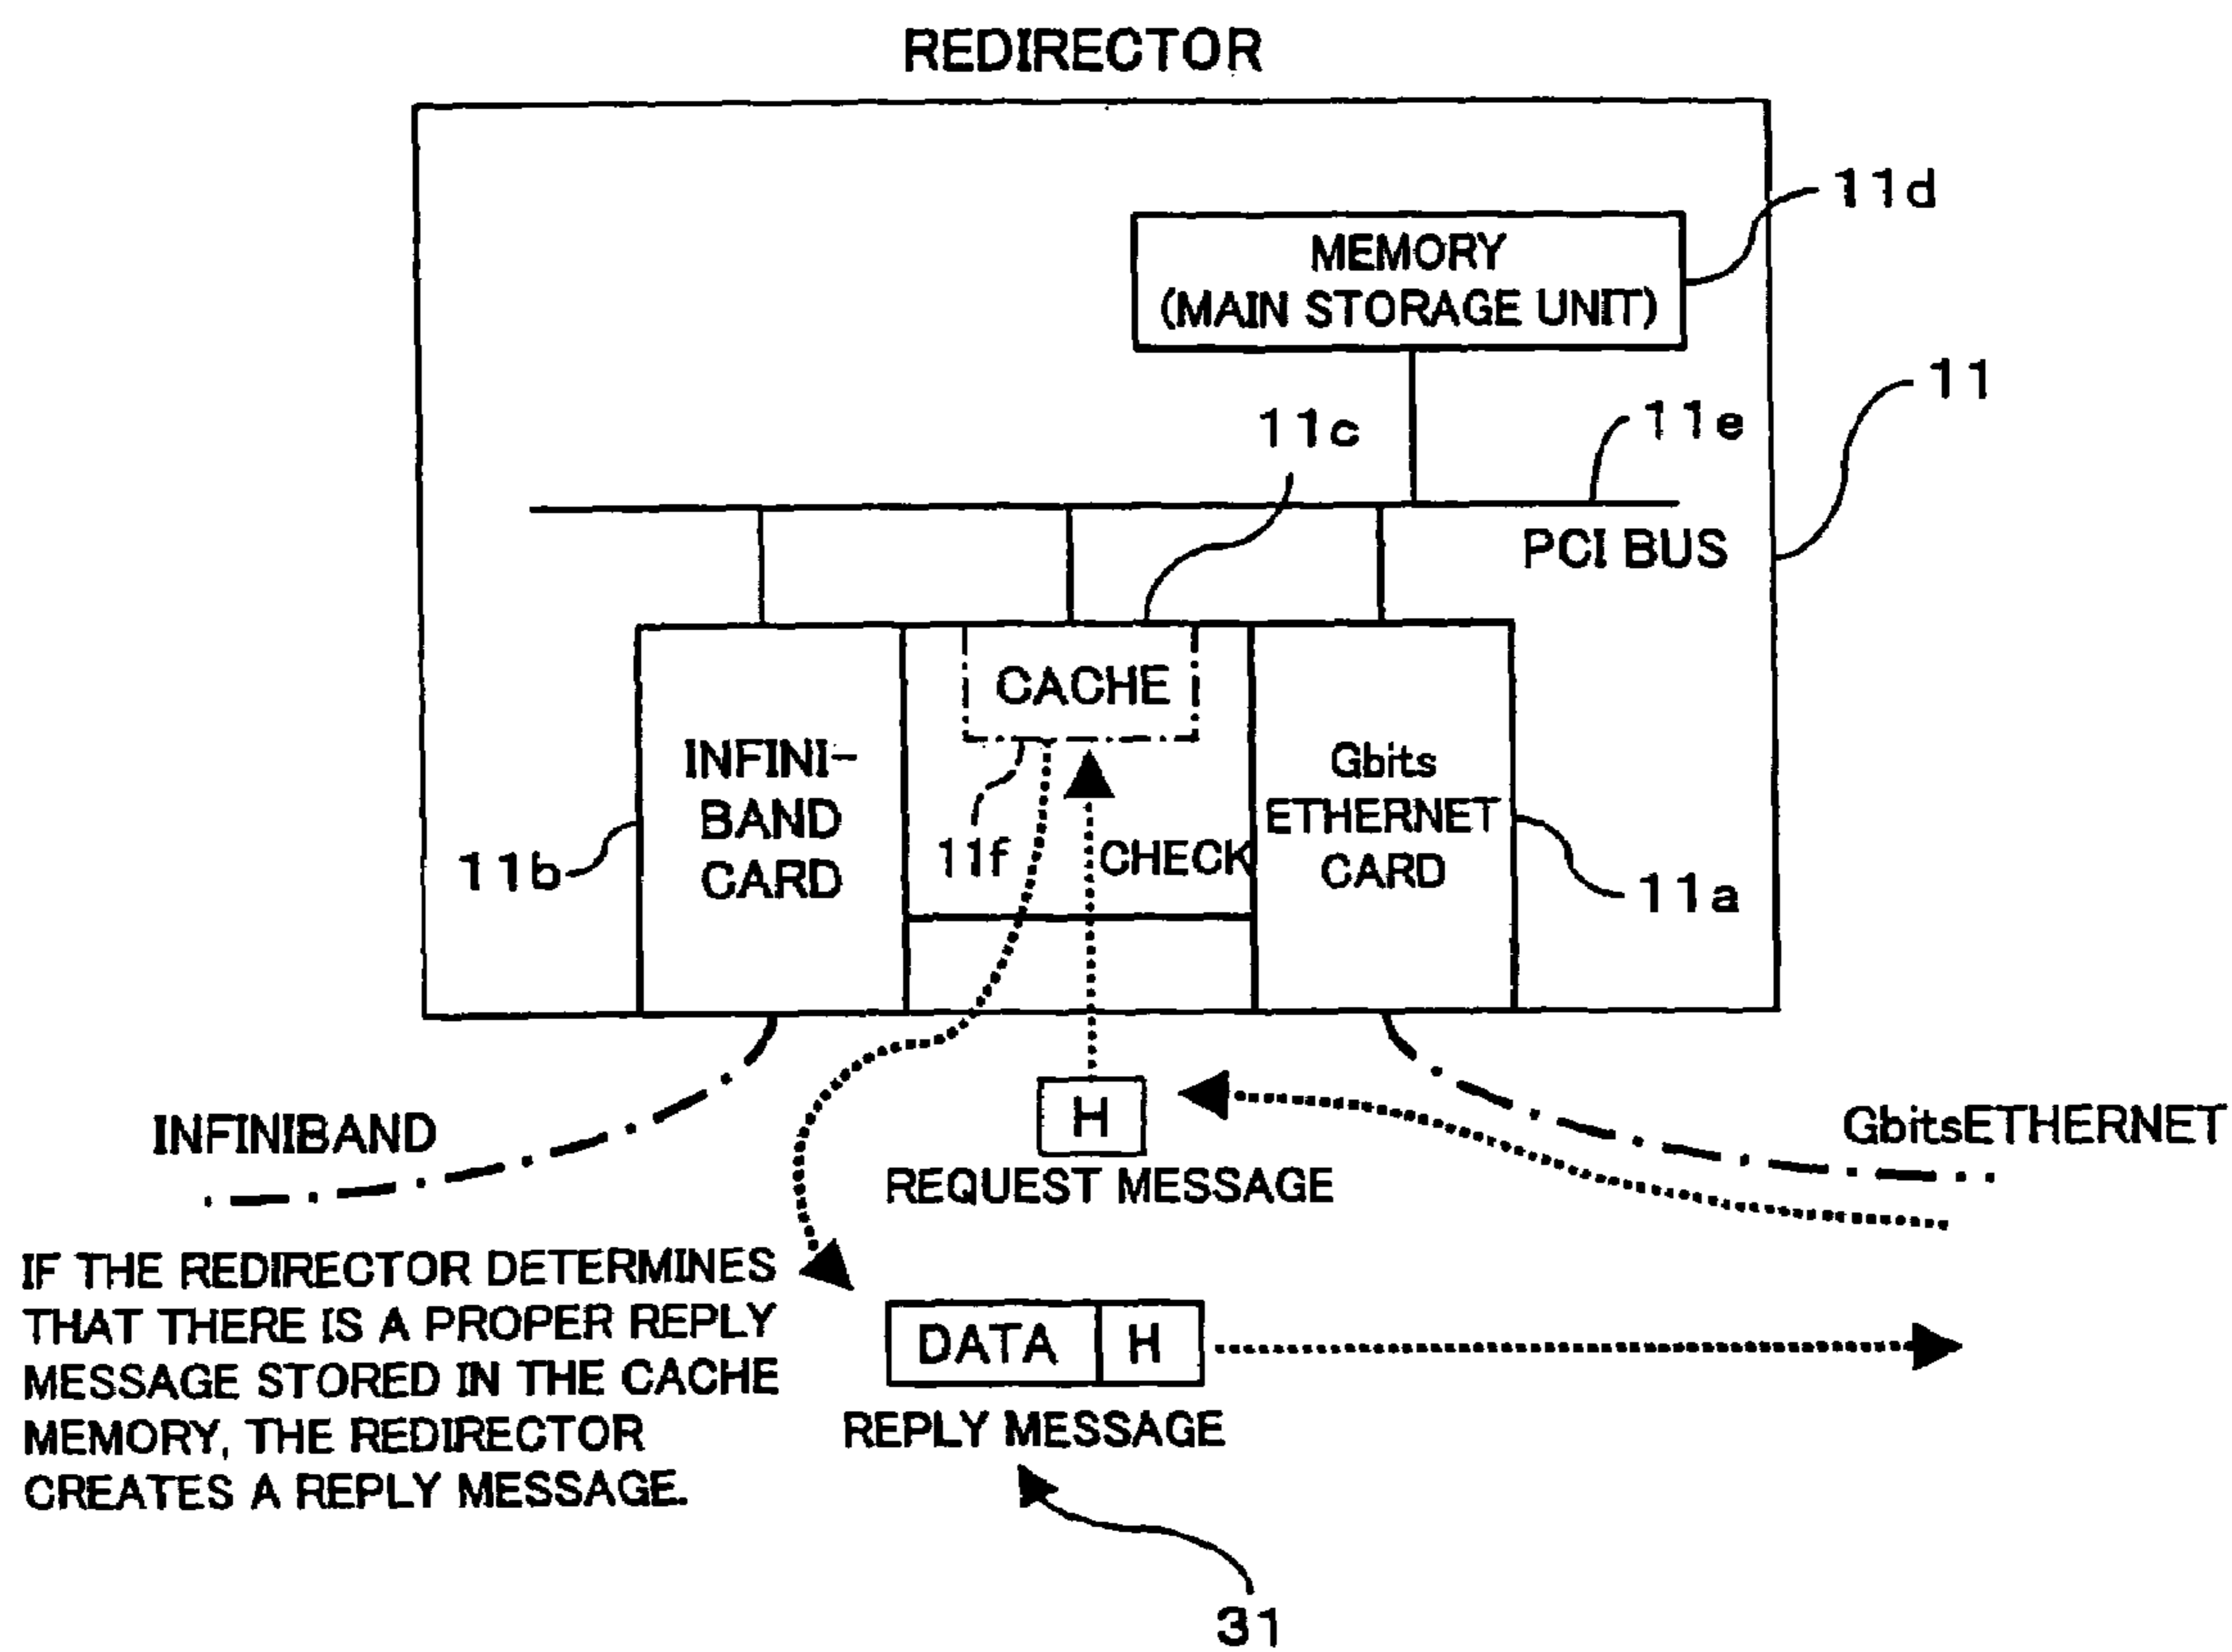 REDIRECTOR
11d
MEMORY
(MAIN STORAGE UNIT)
11
11c
11e
PCI BUS
CACHE
INFINI-
BAND
CARD
11b
11f
CHECK
Gbits
ETHERNET
CARD
11a
INFINIBAND
H
REQUEST MESSAGE
GbitsETHERNET
IF THE REDIRECTOR DETERMINES
THAT THERE IS A PROPER REPLY
MESSAGE STORED IN THE CACHE
MEMORY, THE REDIRECTOR
CREATES A REPLY MESSAGE.
DATA H
REPLY MESSAGE
31